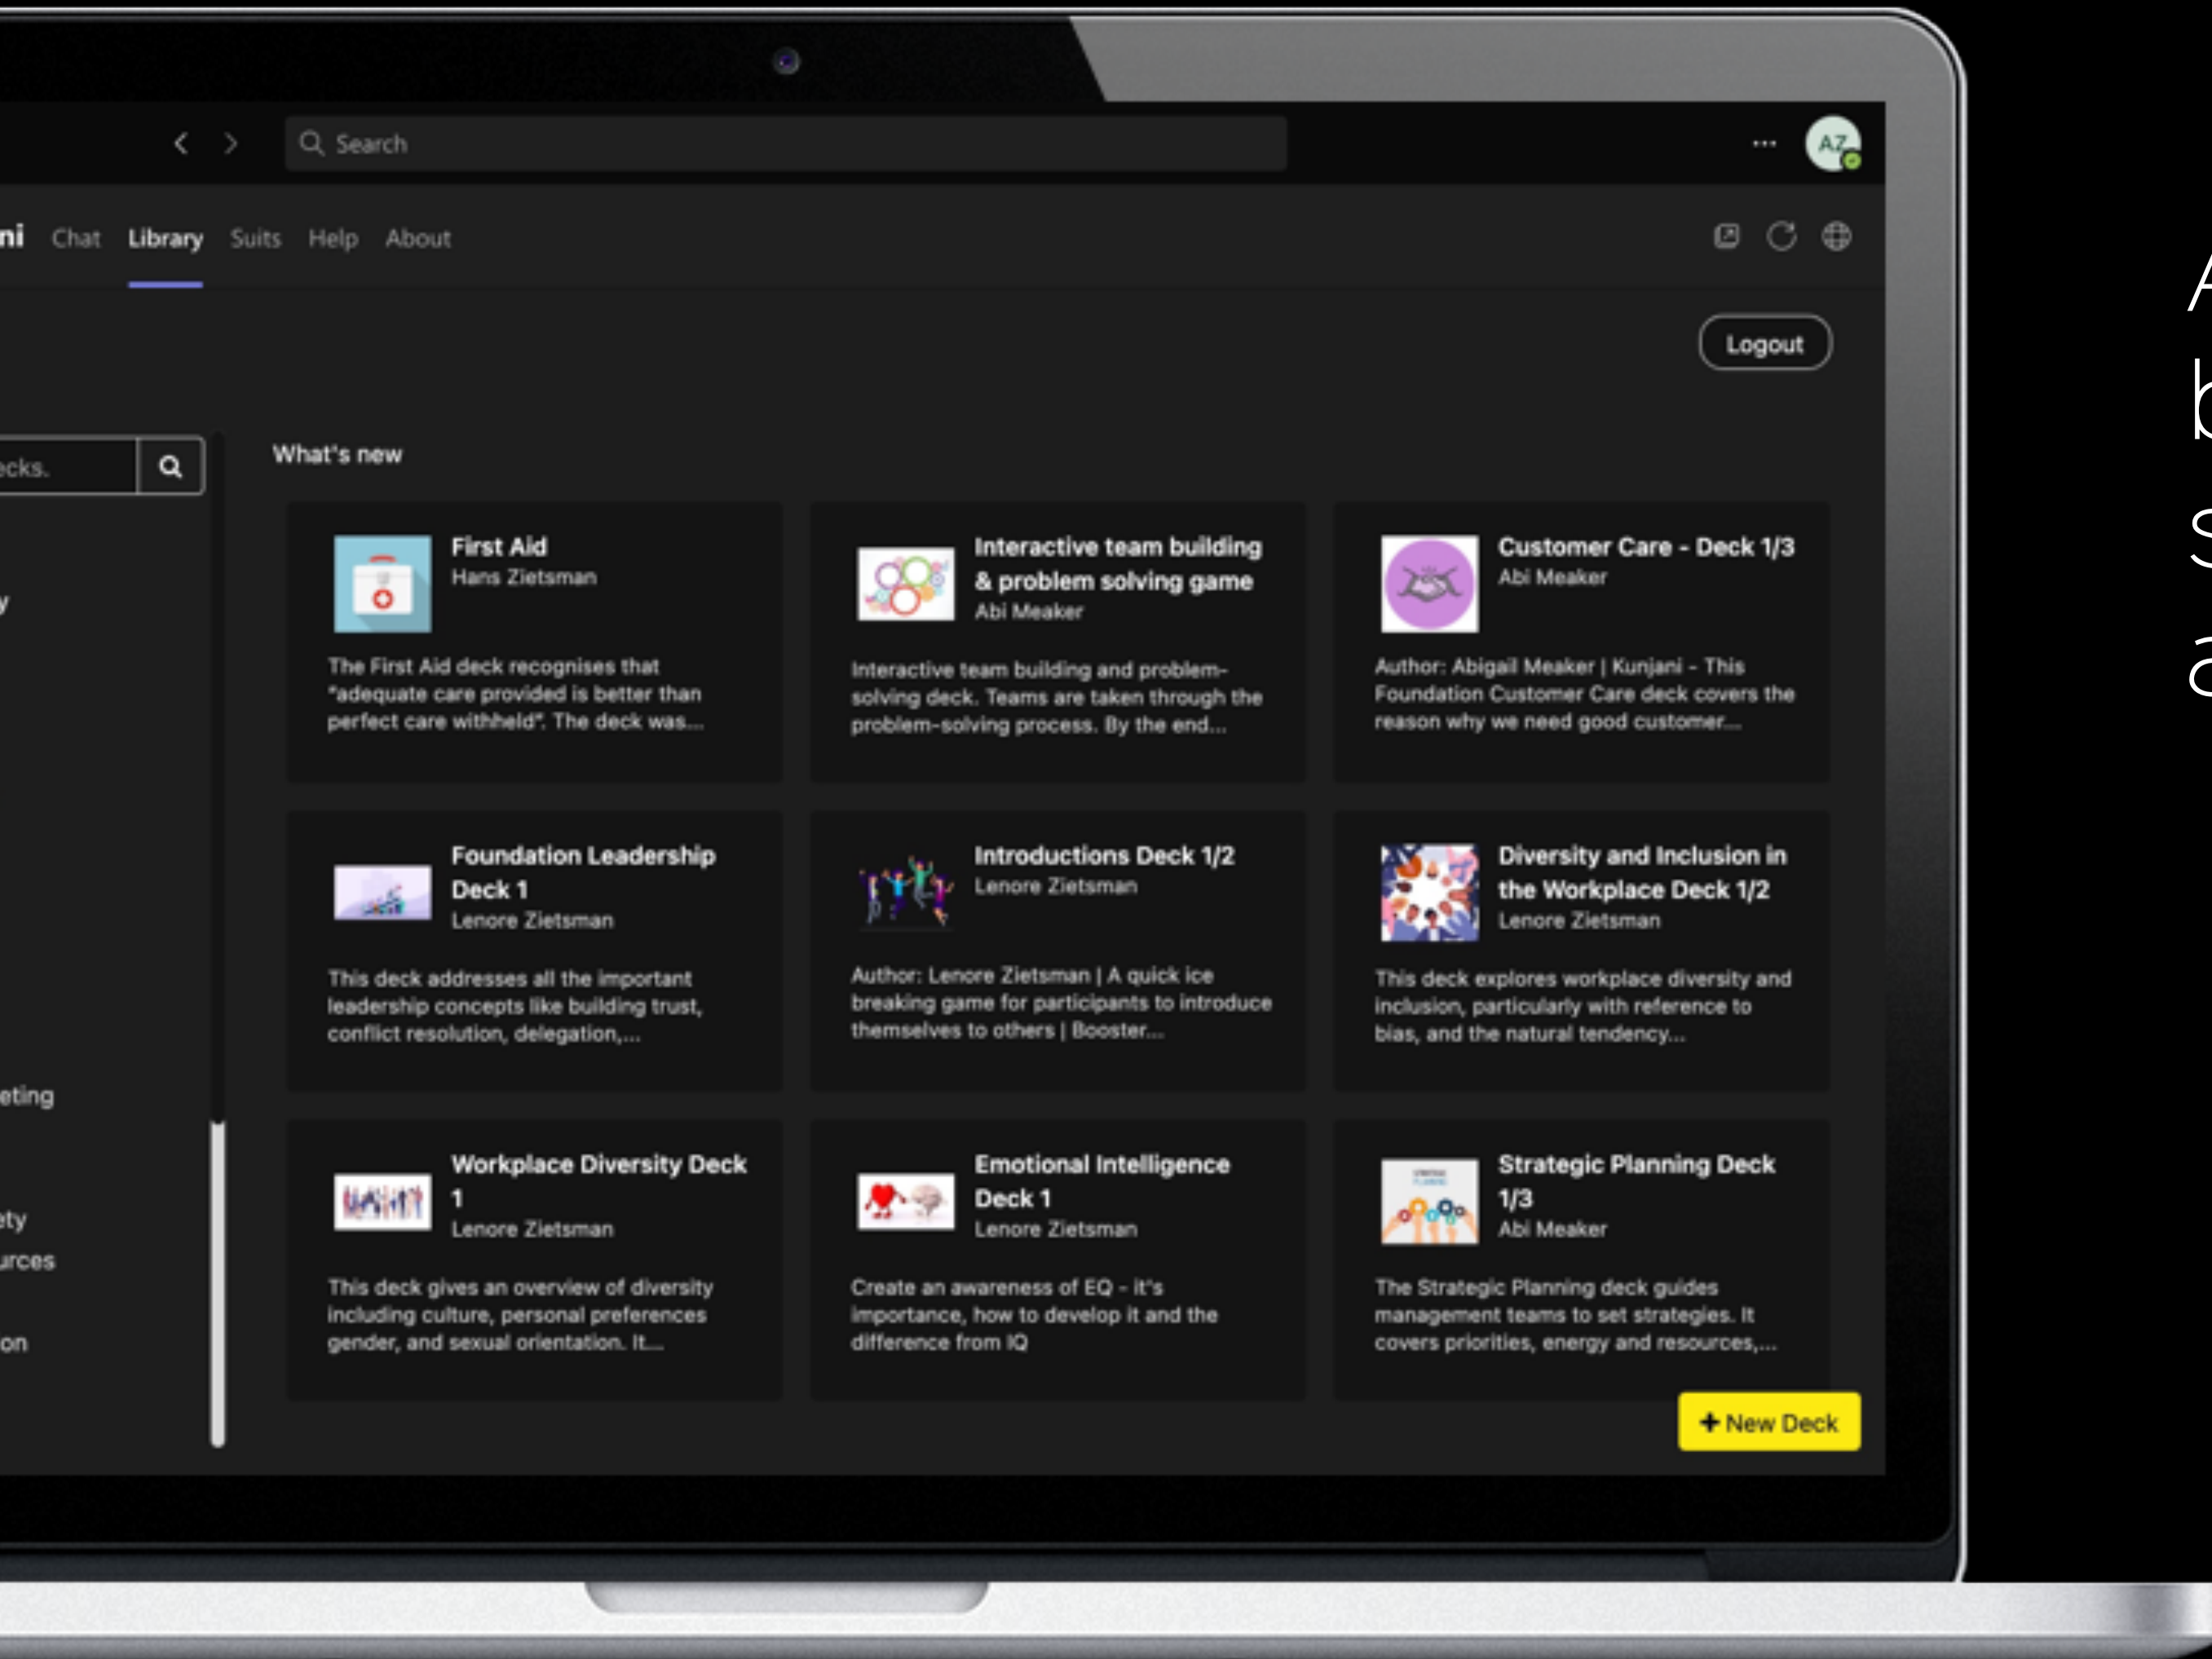 Search
AZ
ni Chat Library Suits Help About
Logout
ecks.
What's new
First Aid
Hans Zietsman
The First Aid deck recognises that
"adequate care provided is better than
perfect care withheld". The deck was...
Interactive team building
& problem solving game
Abi Meaker
Interactive team building and problem-
solving deck. Teams are taken through the
problem-solving process. By the end...
Customer Care - Deck 1/3
Abi Meaker
Author: Abigail Meaker | Kunjani - This
Foundation Customer Care deck covers the
reason why we need good customer...
Foundation Leadership
Deck 1
Lenore Zietsman
This deck addresses all the important
leadership concepts like building trust,
conflict resolution, delegation,...
Introductions Deck 1/2
Lenore Zietsman
Author: Lenore Zietsman | A quick ice
breaking game for participants to introduce
themselves to others | Booster...
Diversity and Inclusion in
the Workplace Deck 1/2
Lenore Zietsman
This deck explores workplace diversity and
inclusion, particularly with reference to
bias, and the natural tendency...
Workplace Diversity Deck
1
Lenore Zietsman
This deck gives an overview of diversity
including culture, personal preferences
gender, and sexual orientation. It...
Emotional Intelligence
Deck 1
Lenore Zietsman
Create an awareness of EQ - it's
importance, how to develop it and the
difference from IQ
Strategic Planning Deck
1/3
Abi Meaker
The Strategic Planning deck guides
management teams to set strategies. It
covers priorities, energy and resources,...
y
eting
ety
urces
on
+ New Deck
A
b
s
a